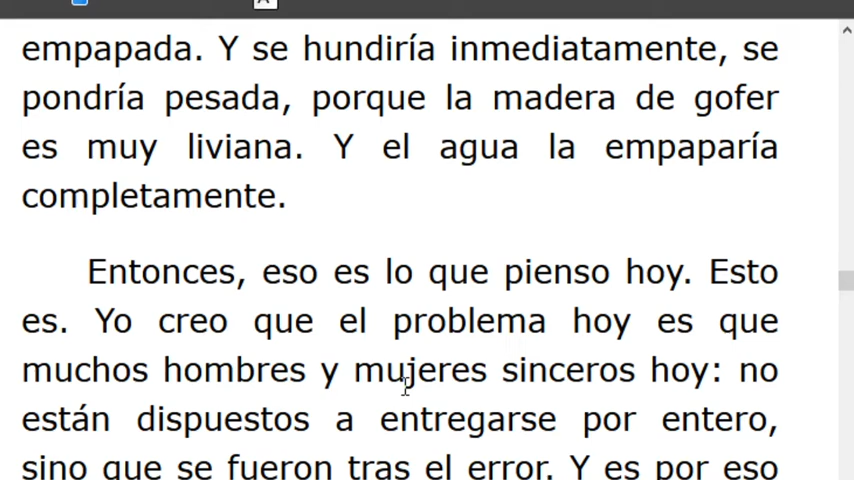 empapada. Y se hundiría inmediatamente, se
pondría pesada, porque la madera de gofer
es muy liviana. Y el agua la empaparía
completamente.
Entonces, eso es lo que pienso hoy. Esto
es. Yo creo que el problema hoy es que
muchos hombres y mujeres sinceros hoy: no
están dispuestos a entregarse por entero,
sino que se fueron tras el error. Y es por eso